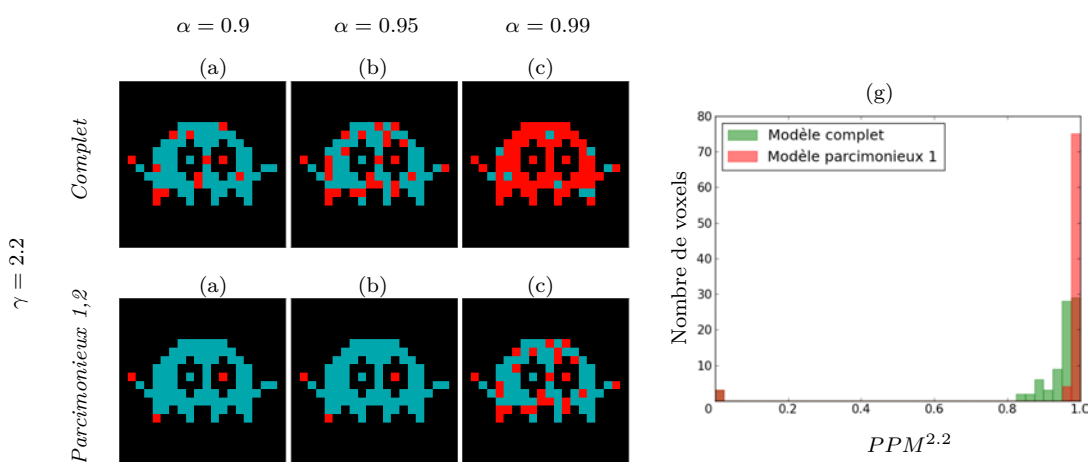 α = 0.9 α = 0.95 α = 0.99
(a) (b) (c)
Complet
γ = 2.2
(a) (b) (c)
Parcimonieux 1,2
(g)
Modèle complet
Modèle parcimonieux 1
Nombre de voxels
80
70
60
50
40
30
20
10
0
0.2 0.4 0.6 0.8 1.0
PPM^2.2